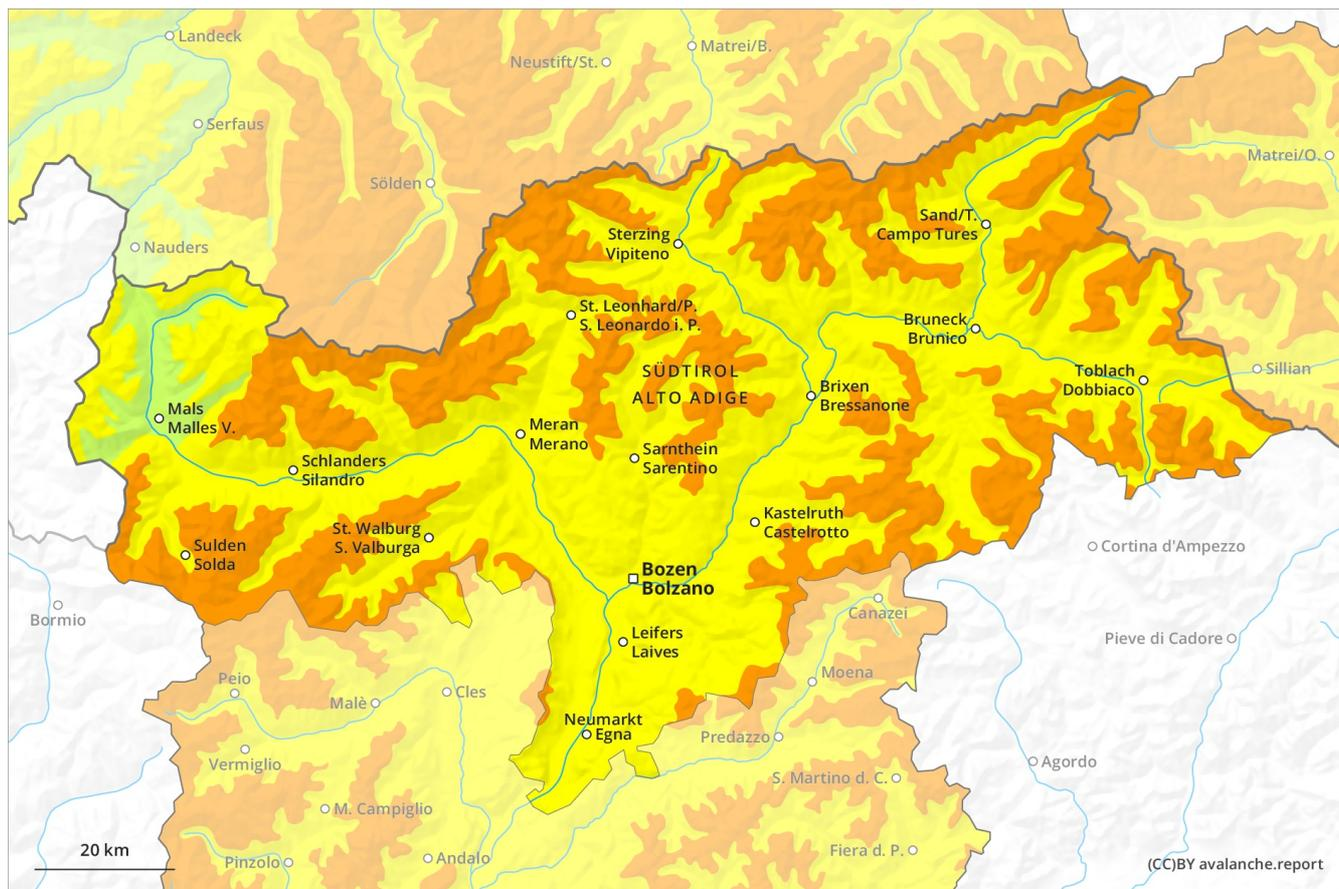 Landeck
Matrei/B.
Neustift/St.
Serfaus
Matrei/O.
Sölden
Sand/T.
Campo Tures
Sterzing
Vipiteno
Nauders
St. Leonhard/P.
S. Leonardo i. P.
Bruneck
Brunico
SÜDTIROL
ALTO ADIGE
Toblach
Dobbiaco
Sillian
Brixen
Bressanone
Mals
Malles V.
Meran
Merano
Sarnthein
Sarentino
Schlanders
Silandro
Kastelruth
Castelrotto
St. Walburg
S. Valburga
Sulden
Solda
Cortina d'Ampezzo
Bozen
Bolzano
Bormio
Canazei
Leifers
Laives
Pieve di Cadore
Peio
Moena
Malè
Cles
Neumarkt
Egna
Predazzo
Vermiglio
Agordo
S. Martino d. C.
M. Campiglio
20 km
Pinzolo
Andalo
Fiera d. P.
(CC)BY avalanche.report